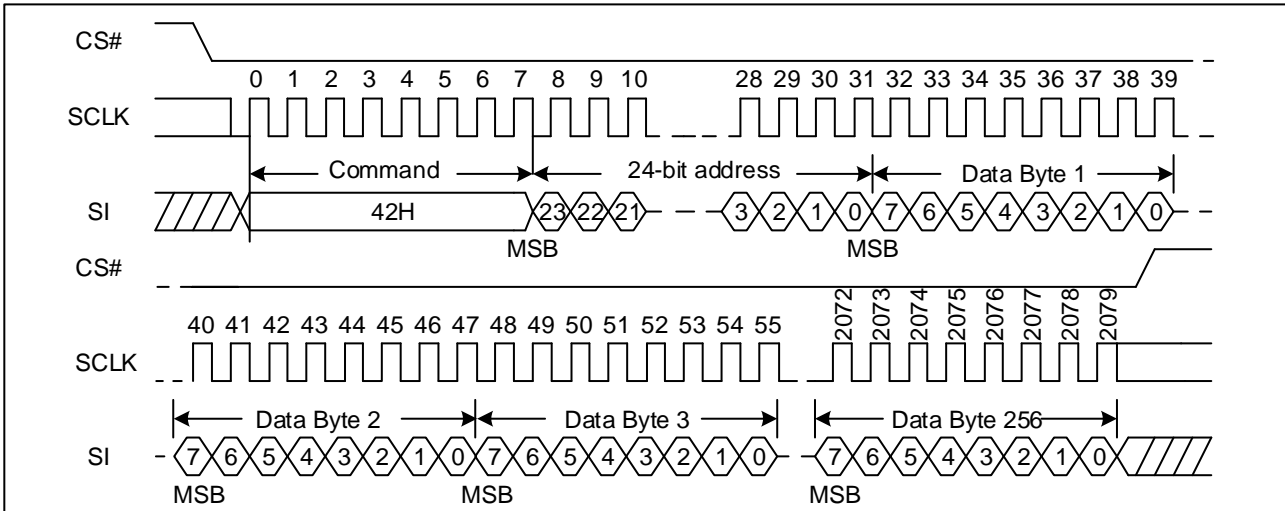 CS#
0 1 2 3 4 5 6 7 8 9 10 28 29 30 31 32 33 34 35 36 37 38 39
SCLK
Command 24-bit address Data Byte 1
SI 42H 23 22 21 3 2 1 0 7 6 5 4 3 2 1 0
MSB MSB
CS#
40 41 42 43 44 45 46 47 48 49 50 51 52 53 54 55 2072 2073 2074 2075 2076 2077 2078 2079
SCLK
Data Byte 2 Data Byte 3 Data Byte 256
SI 7 6 5 4 3 2 1 0 7 6 5 4 3 2 1 0 7 6 5 4 3 2 1 0
MSB MSB MSB